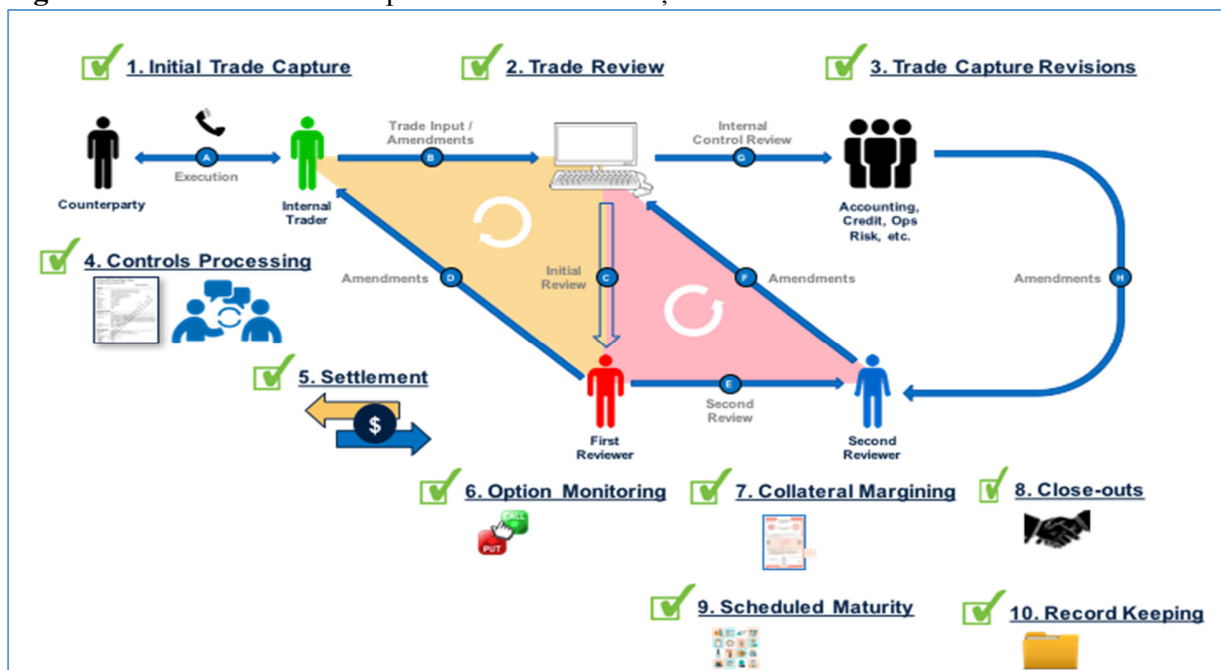 1. Initial Trade Capture
2. Trade Review
3. Trade Capture Revisions
Trade Input /
Amendments
Internal
Control Review
A
B
G
Execution
Counterparty
Internal
Trader
Accounting,
Credit, Ops
Risk, etc.
4. Controls Processing
Amendments
D
Initial
Review
C
F
Amendments
Amendments
H
5. Settlement
$
E
Second
Review
First
Reviewer
Second
Reviewer
6. Option Monitoring
7. Collateral Margining
8. Close-outs
CALL
PUT
9. Scheduled Maturity
10. Record Keeping